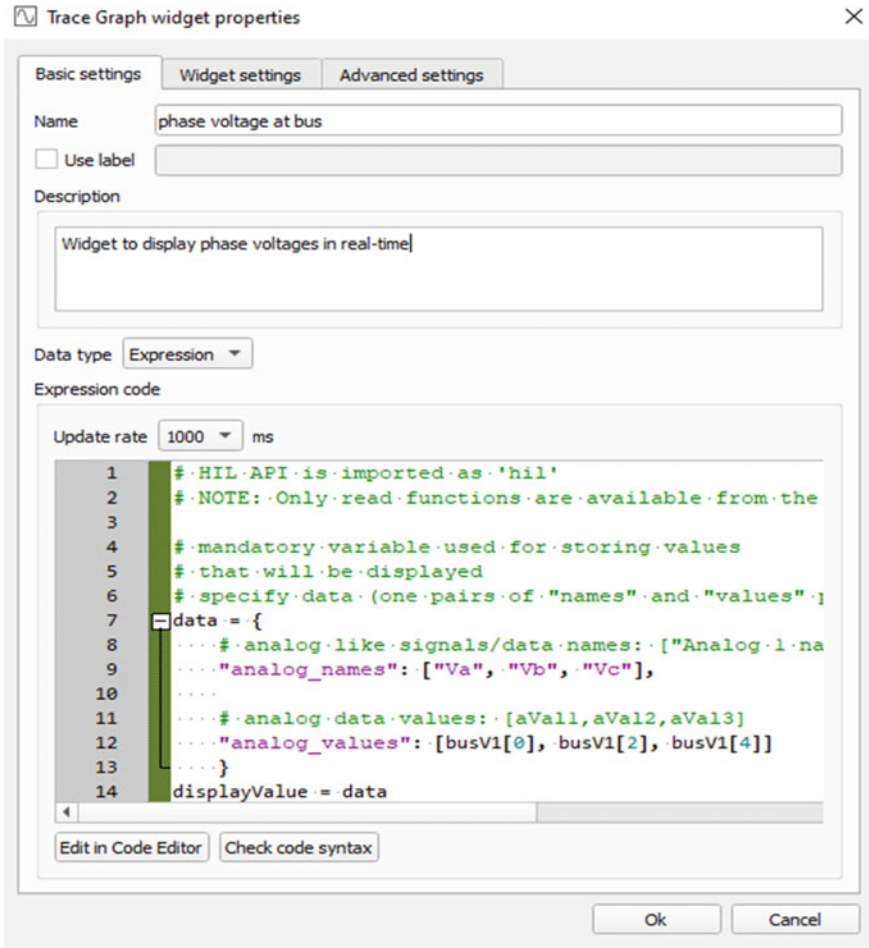 Trace Graph widget properties
Basic settings Widget settings Advanced settings
Name phase voltage at bus
Use label
Description
Widget to display phase voltages in real-time
Data type Expression
Expression code
Update rate 1000 ms
1 # HIL API is imported as 'hil'
2 # NOTE: Only read functions are available from the
3
4 # mandatory variable used for storing values
5 # that will be displayed
6 # specify data (one pairs of "names" and "values"
7 data = {
8 # analog like signals/data names: ["Analog 1 na
9 "analog_names": ["Va", "Vb", "Vc"],
10
11 # analog data values: [aVal1,aVal2,aVal3]
12 "analog_values": [busV1[0], busV1[2], busV1[4]]
13 }
14 displayValue = data
Edit in Code Editor Check code syntax
Ok Cancel